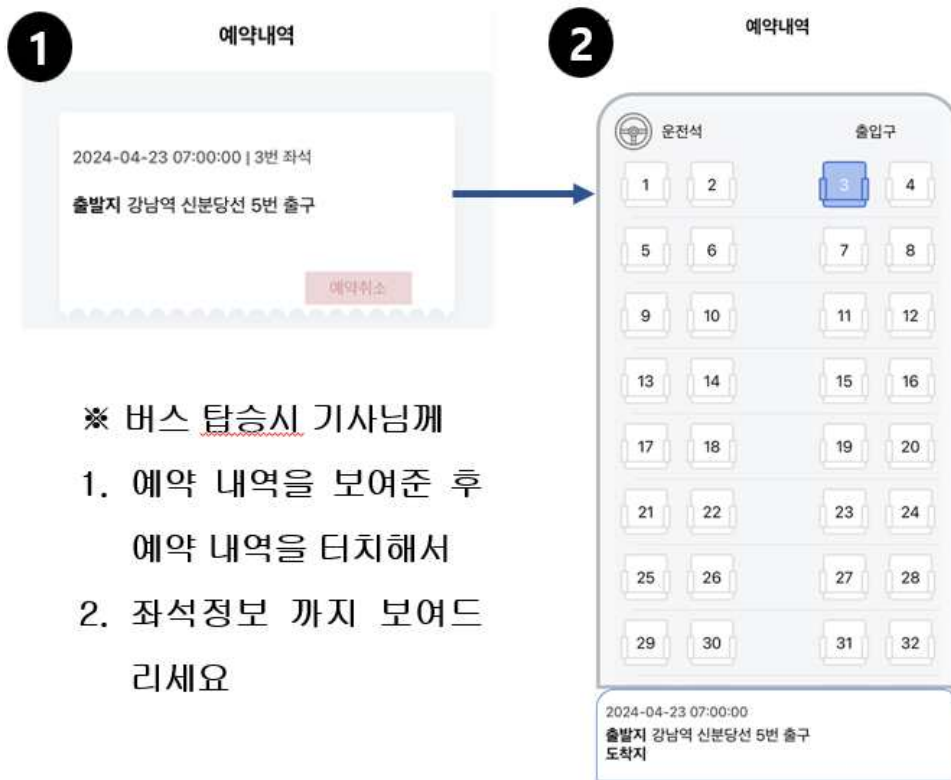 1
예약내역
2024-04-23 07:00:00 | 3번 좌석
출발지 강남역 신분당선 5번 출구
예약취소
※ 버스 탑승시 기사님께
1. 예약 내역을 보여준 후
예약 내역을 터치해서
2. 좌석정보 까지 보여드
리세요
2
예약내역
운전석 출입구
1 2 3 4
5 6 7 8
9 10 11 12
13 14 15 16
17 18 19 20
21 22 23 24
25 26 27 28
29 30 31 32
2024-04-23 07:00:00
출발지 강남역 신분당선 5번 출구
도착지